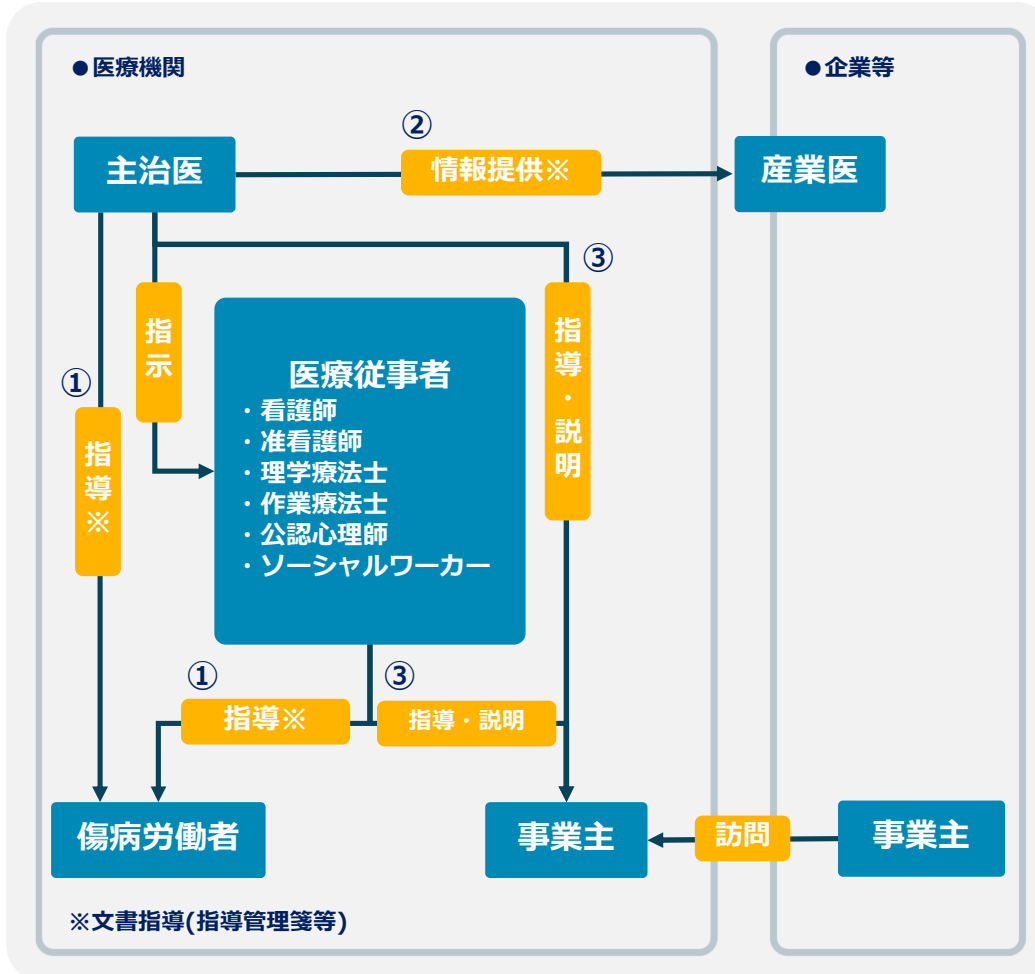 ●医療機関
●企業等
②
主治医
情報提供※
産業医
③
指示
指導・説明
①
指導※
医療従事者
・看護師
・准看護師
・理学療法士
・作業療法士
・公認心理師
・ソーシャルワーカー
①
③
指導※
指導・説明
傷病労働者
事業主
訪問
事業主
※文書指導(指導管理箋等)